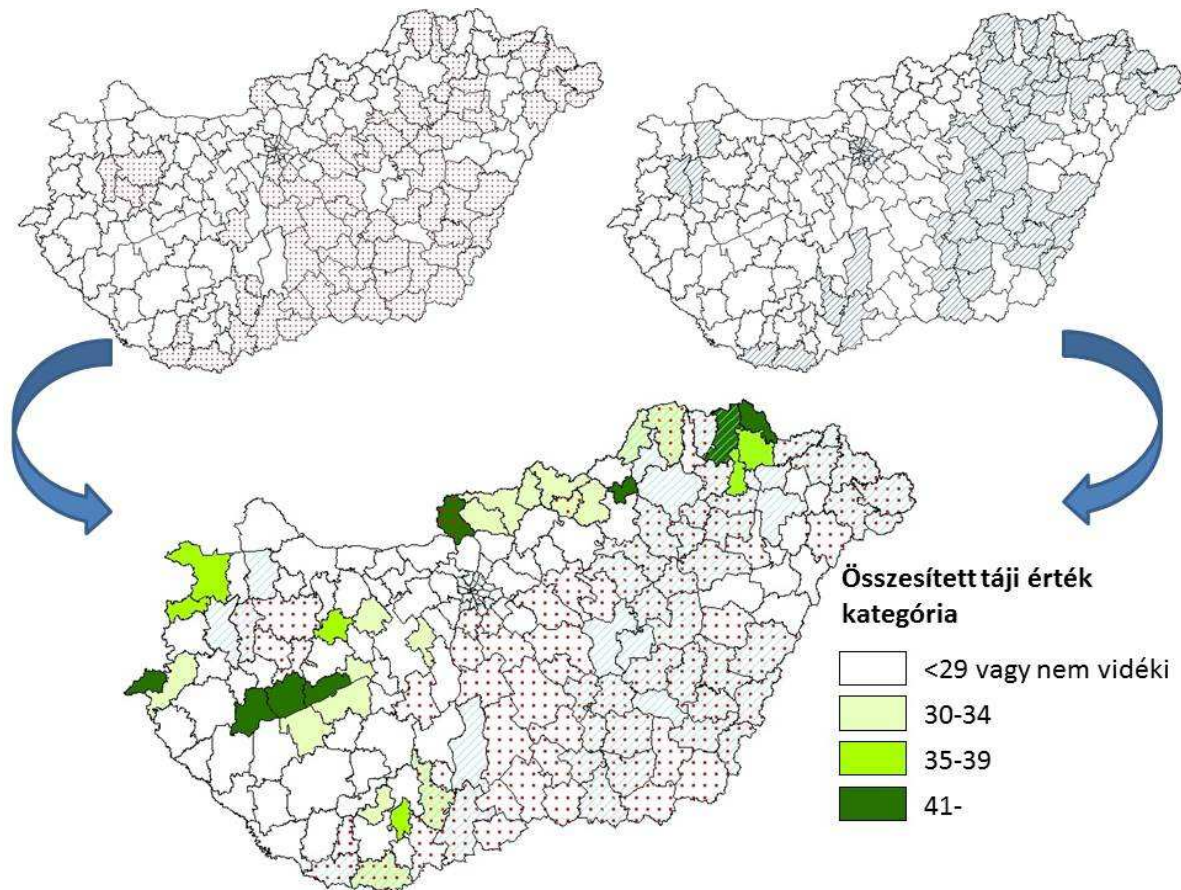 Összesített táji érték
kategória
<29 vagy nem vidéki
30-34
35-39
41-